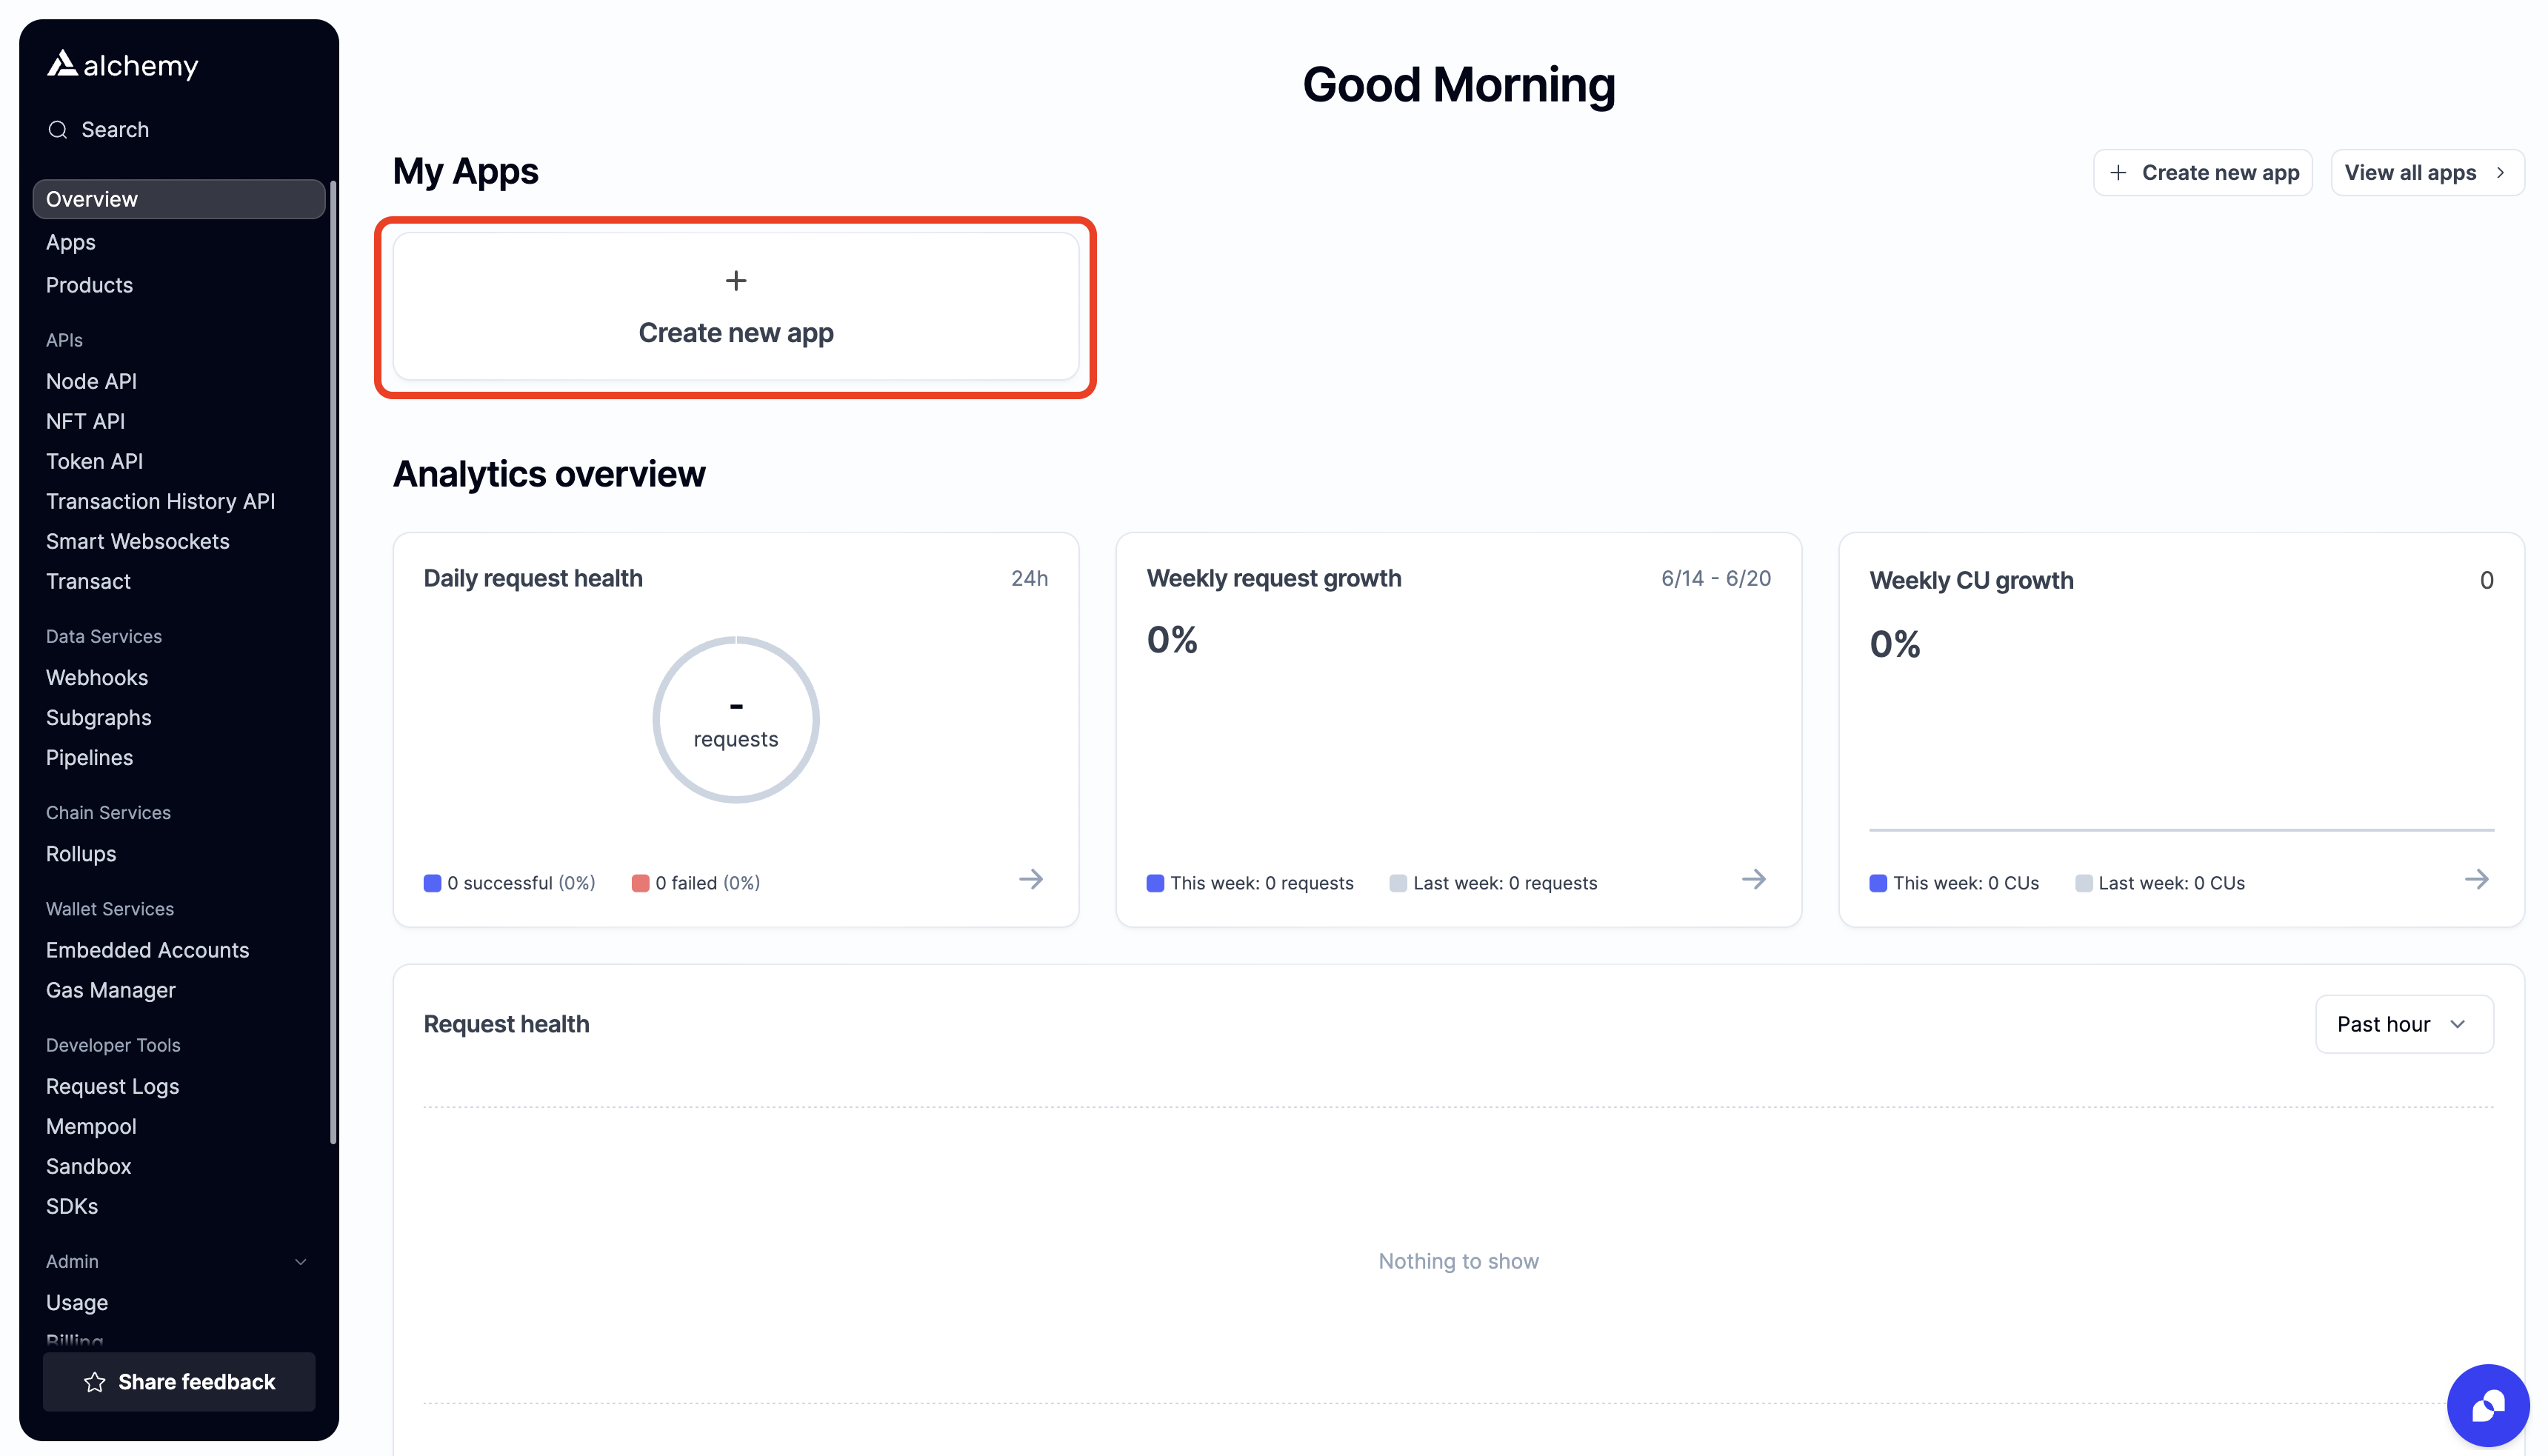 alchemy
Search
Overview
Apps
Products
APIs
Node API
NFT API
Token API
Transaction History API
Smart Websockets
Transact
Data Services
Webhooks
Subgraphs
Pipelines
Chain Services
Rollups
Wallet Services
Embedded Accounts
Gas Manager
Developer Tools
Request Logs
Mempool
Sandbox
SDKs
Admin
Usage
Billing
Share feedback
Good Morning
My Apps
Create new app
View all apps
Create new app
Analytics overview
Daily request health 24h
-
requests
0 successful (0%) 0 failed (0%)
Weekly request growth 6/14 - 6/20
0%
This week: 0 requests Last week: 0 requests
Weekly CU growth 0
0%
This week: 0 CUs Last week: 0 CUs
Request health Past hour
Nothing to show